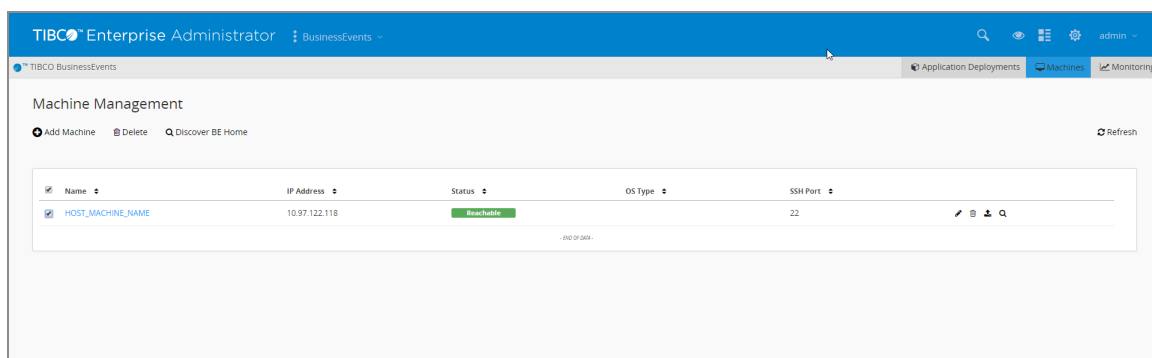 TIBCO™ Enterprise Administrator BusinessEvents admin
™ TIBCO BusinessEvents Application Deployments Machines Monitoring
Machine Management
Add Machine Delete Discover BE Home Refresh
Name IP Address Status OS Type SSH Port
HOST_MACHINE_NAME 10.97.122.118 Reachable 22
- END OF DATA -